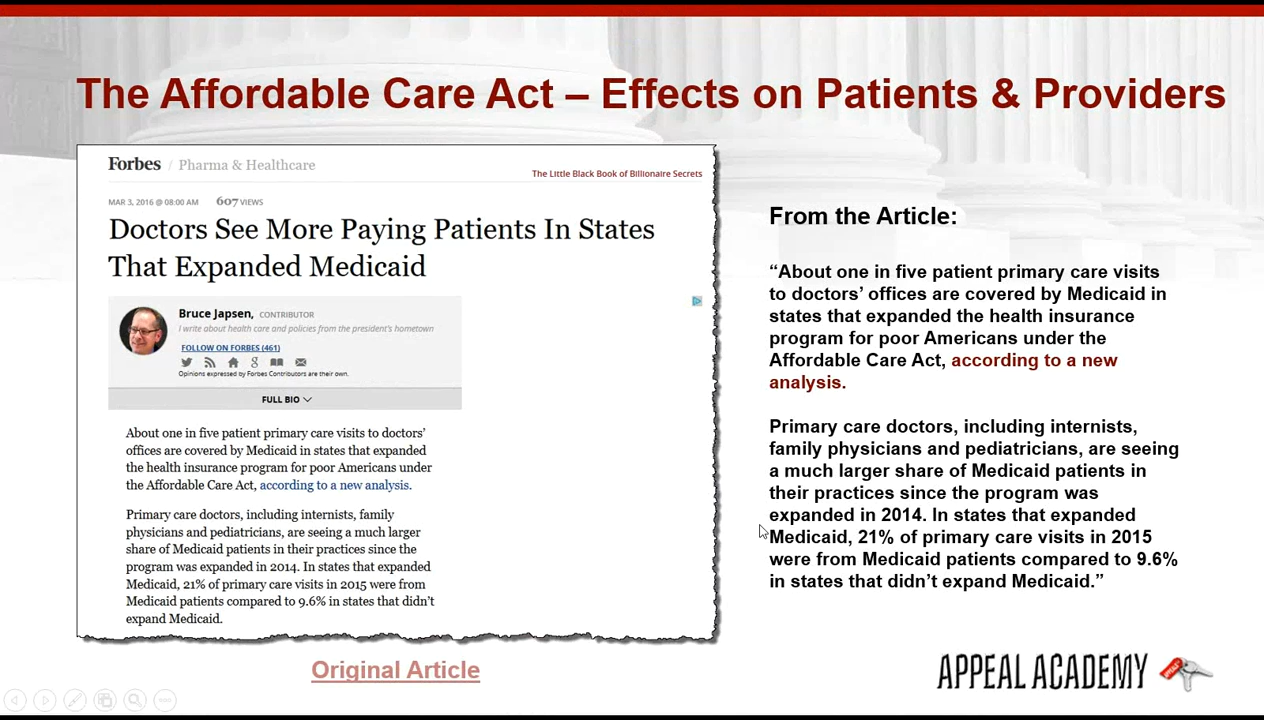 The Affordable Care Act – Effects on Patients & Providers
Forbes / Pharma & Healthcare
The Little Black Book of Billionaire Secrets
MAR 3, 2016 @ 08:00 AM 607 VIEWS
Doctors See More Paying Patients In States
That Expanded Medicaid
Bruce Japsen, CONTRIBUTOR
I write about health care and policies from the president's hometown
FOLLOW ON FORBES (461)
Opinions expressed by Forbes Contributors are their own.
FULL BIO
About one in five patient primary care visits to doctors’
offices are covered by Medicaid in states that expanded
the health insurance program for poor Americans under
the Affordable Care Act, according to a new analysis.
Primary care doctors, including internists, family
physicians and pediatricians, are seeing a much larger
share of Medicaid patients in their practices since the
program was expanded in 2014. In states that expanded
Medicaid, 21% of primary care visits in 2015 were from
Medicaid patients compared to 9.6% in states that didn’t
expand Medicaid.
Original Article
From the Article:
“About one in five patient primary care visits
to doctors’ offices are covered by Medicaid in
states that expanded the health insurance
program for poor Americans under the
Affordable Care Act, according to a new
analysis.
Primary care doctors, including internists,
family physicians and pediatricians, are seeing
a much larger share of Medicaid patients in
their practices since the program was
expanded in 2014. In states that expanded
Medicaid, 21% of primary care visits in 2015
were from Medicaid patients compared to 9.6%
in states that didn’t expand Medicaid.”
APPEAL ACADEMY